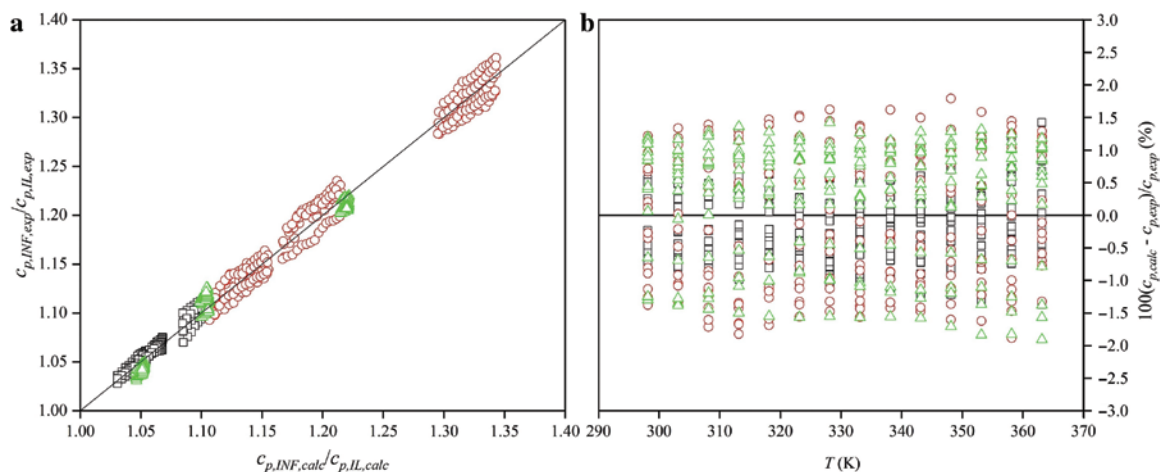 a
1.40
1.35
1.30
1.25
1.20
1.15
1.10
1.05
1.00
c_{p,INF,exp}/c_{p,IL,exp}
1.00 1.05 1.10 1.15 1.20 1.25 1.30 1.35 1.40
c_{p,INF,calc}/c_{p,IL,calc}
b
3.0
2.5
2.0
1.5
1.0
0.5
0.0
−0.5
−1.0
−1.5
−2.0
−2.5
−3.0
100(c_{p,calc} - c_{p,exp})/c_{p,exp} (%)
290 300 310 320 330 340 350 360 370
T (K)